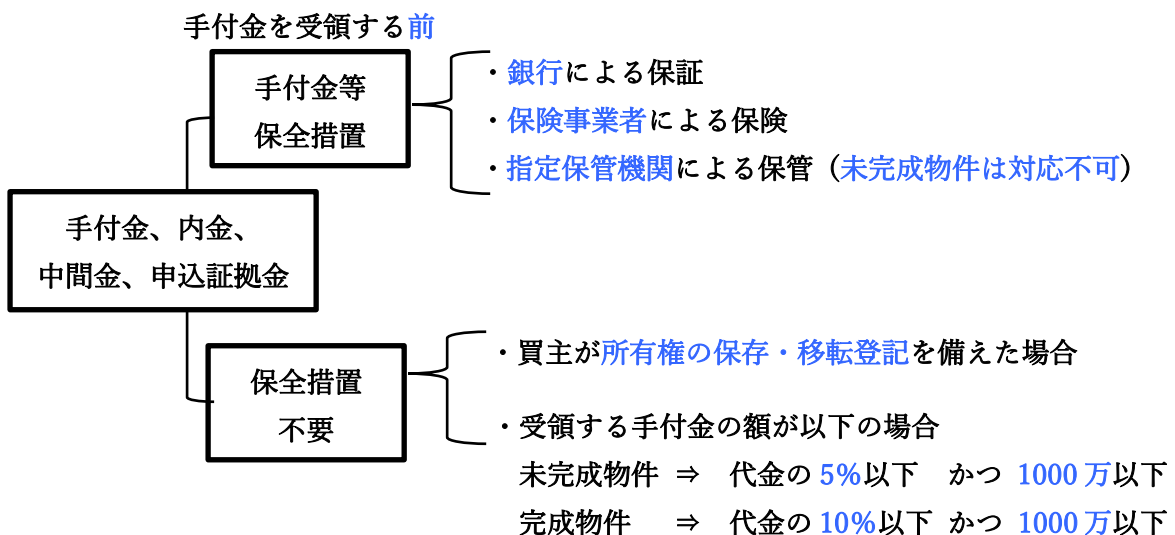 手付金を受領する前
手付金等
保全措置
・銀行による保証
・保険事業者による保険
・指定保管機関による保管（未完成物件は対応不可）
手付金、内金、
中間金、申込証拠金
保全措置
不要
・買主が所有権の保存・移転登記を備えた場合
・受領する手付金の額が以下の場合
未完成物件 ⇒ 代金の 5%以下 かつ 1000 万以下
完成物件 ⇒ 代金の 10%以下 かつ 1000 万以下